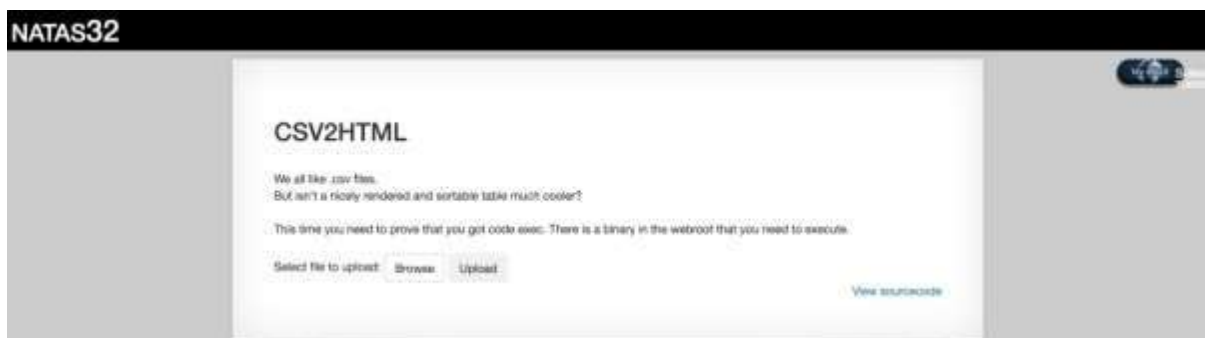 NATAS32
CSV2HTML
We all like .csv files.
But isn't a nicely rendered and sortable table much cooler?
This time you need to prove that you got code exec. There is a binary in the webroot that you need to execute.
Select file to upload: Browse Upload
View sourcecode